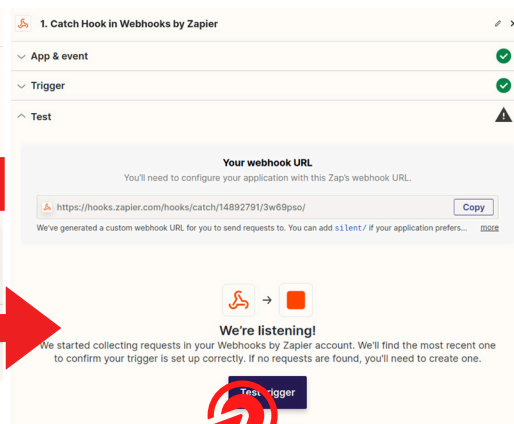 1. Catch Hook in Webhooks by Zapier
App & event
Trigger
Test
Your webhook URL
You'll need to configure your application with this Zap's webhook URL.
https://hooks.zapier.com/hooks/catch/14892791/3w69pso/
Copy
We've generated a custom webhook URL for you to send requests to. You can add silent/ if your application prefers... more
We're listening!
We started collecting requests in your Webhooks by Zapier account. We'll find the most recent one
to confirm your trigger is set up correctly. If no requests are found, you'll need to create one.
Test trigger